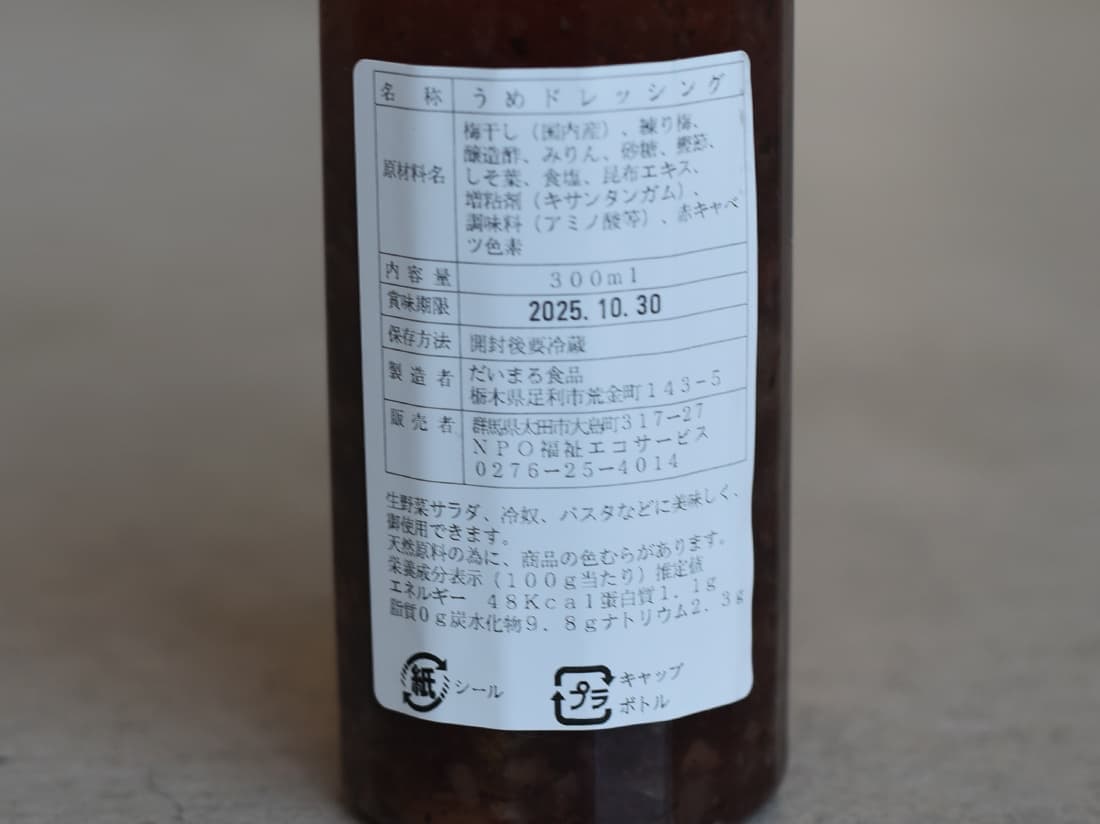 名称 うめドレッシング
原材料名 梅干し（国内産）、練り梅、
醸造酢、みりん、砂糖、鰹節、
しそ葉、食塩、昆布エキス、
増粘剤（キサンタンガム）、
調味料（アミノ酸等）、赤キャベ
ツ色素
内容量 300ml
賞味期限 2025.10.30
保存方法 開封後要冷蔵
製造者 だいまる食品
栃木県足利市荒金町143-5
販売者 群馬県太田市大島町317-27
NPO福祉エコサービス
0276-25-4014
生野菜サラダ、冷奴、パスタなどに美味しく、
御使用できます。
天然原料の為に、商品の色むらがあります。
栄養成分表示（100g当たり）推定値
エネルギー 48Kcal蛋白質1.1g
脂質0g炭水化物9.8gナトリウム2.3g
紙 シール
プラ キャップ
ボトル